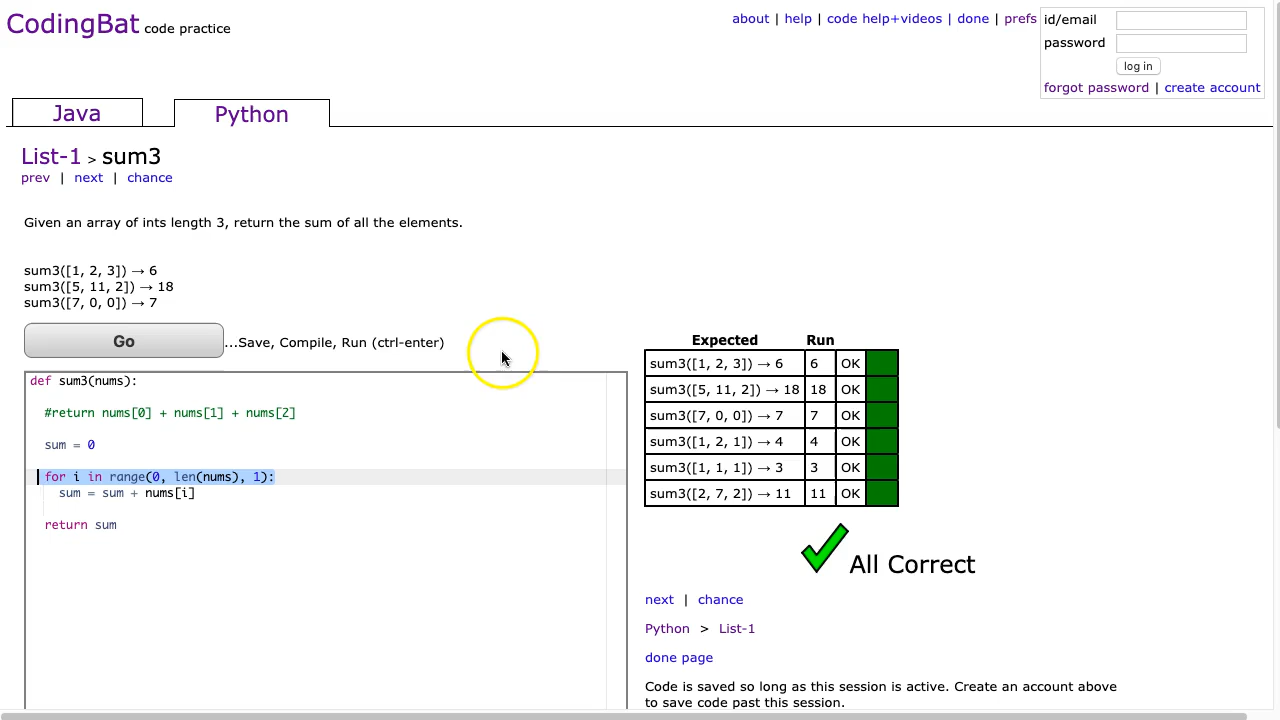 CodingBat code practice
about | help | code help+videos | done | prefs
id/email
password
log in
forgot password | create account
Java
Python
List-1 > sum3
prev | next | chance
Given an array of ints length 3, return the sum of all the elements.
sum3([1, 2, 3]) → 6
sum3([5, 11, 2]) → 18
sum3([7, 0, 0]) → 7
Go
...Save, Compile, Run (ctrl-enter)
def sum3(nums):
#return nums[0] + nums[1] + nums[2]
sum = 0
for i in range(0, len(nums), 1):
sum = sum + nums[i]
return sum
Expected Run
sum3([1, 2, 3]) → 6 6 OK
sum3([5, 11, 2]) → 18 18 OK
sum3([7, 0, 0]) → 7 7 OK
sum3([1, 2, 1]) → 4 4 OK
sum3([1, 1, 1]) → 3 3 OK
sum3([2, 7, 2]) → 11 11 OK
All Correct
next | chance
Python > List-1
done page
Code is saved so long as this session is active. Create an account above
to save code past this session.